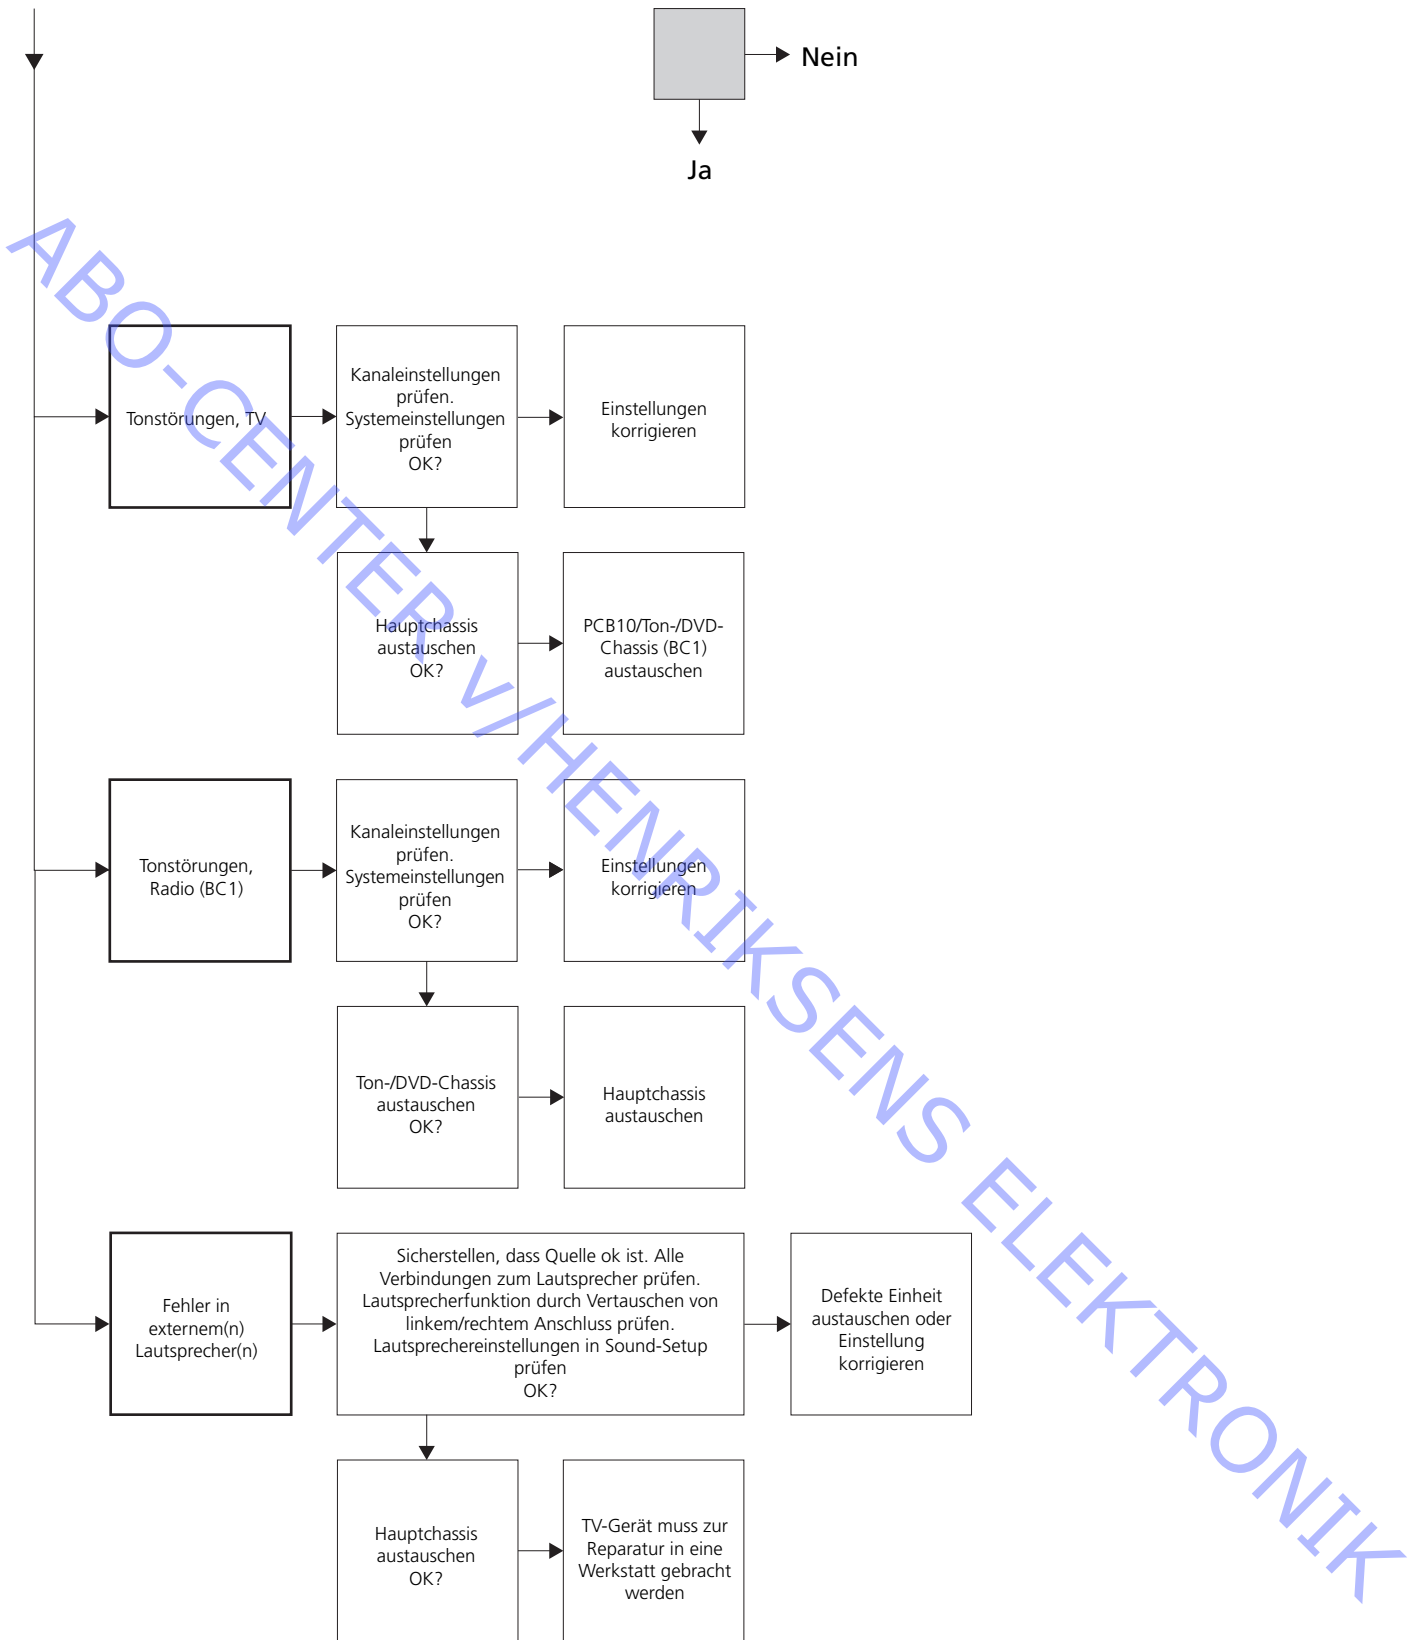 Nein
Ja
ABO-CENTER v/HENRIKSENS ELEKTRONIK
Tonstörungen, TV
Kanaleinstellungen
prüfen.
Systemeinstellungen
prüfen
OK?
Einstellungen
korrigieren
Hauptchassis
austauschen
OK?
PCB10/Ton-/DVD-
Chassis (BC1)
austauschen
Tonstörungen,
Radio (BC1)
Kanaleinstellungen
prüfen.
Systemeinstellungen
prüfen
OK?
Einstellungen
korrigieren
Ton-/DVD-Chassis
austauschen
OK?
Hauptchassis
austauschen
Fehler in
externem(n)
Lautsprecher(n)
Sicherstellen, dass Quelle ok ist. Alle
Verbindungen zum Lautsprecher prüfen.
Lautsprecherfunktion durch Vertauschen von
linkem/rechtem Anschluss prüfen.
Lautsprechereinstellungen in Sound-Setup
prüfen
OK?
Defekte Einheit
austauschen oder
Einstellung
korrigieren
Hauptchassis
austauschen
OK?
TV-Gerät muss zur
Reparatur in eine
Werkstatt gebracht
werden